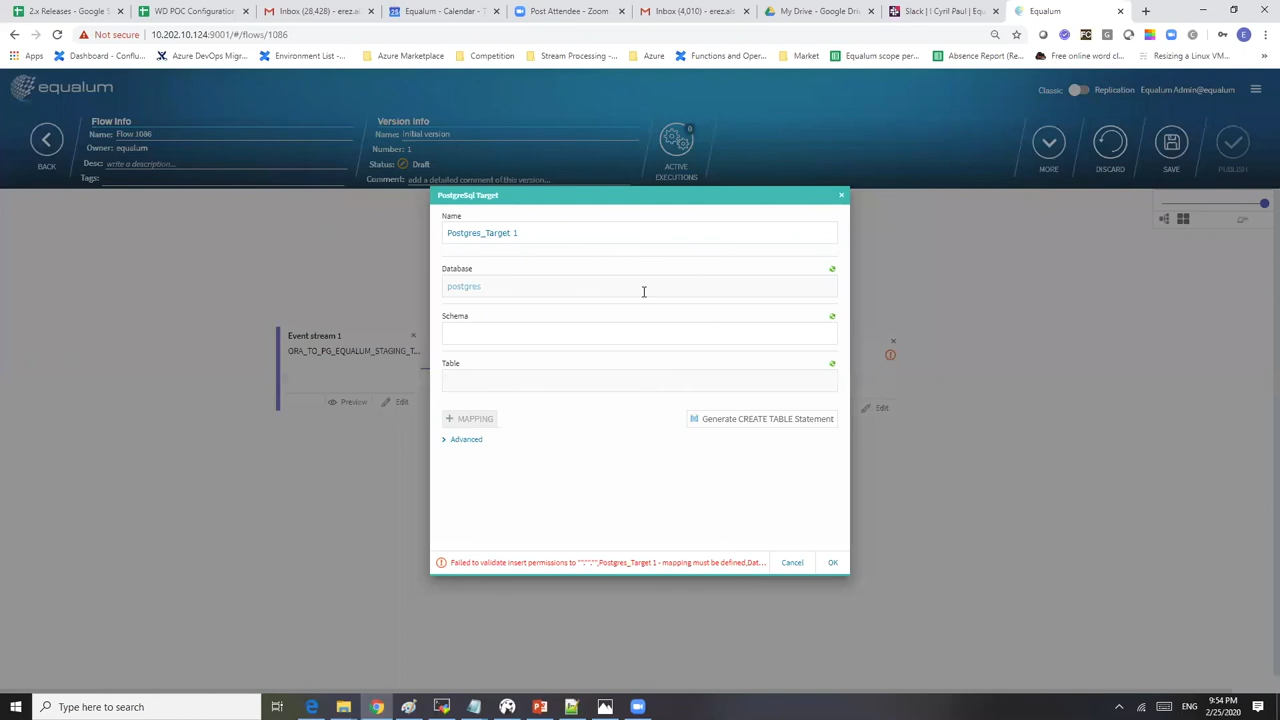 2.x Releases - Google S
WD POC Configuration
Inbox (28,428) - erez.als
Equalum - Calendar - T
Post Attendee - Zoom
Inbox (4,010) - erez.als
My Drive - Google Driv
Slack | I Cyril Paul | Equ
Equalum
Not secure
10.202.10.124:9001/#/flows/1086
Apps
Dashboard - Conflu...
Azure DevOps Migr...
Environment List -...
Azure Marketplace
Competition
Stream Processing -...
Azure
Functions and Oper...
Market
Equalum scope per...
Absence Report (Re...
Free online word cl...
Resizing a Linux VM...
»
equalum
Classic
Replication
Equalum Admin@equalum
BACK
Flow Info
Name: Flow 1086
Owner: equalum
Desc: write a description...
Tags:
Version Info
Name: Initial version
Number: 1
Status: Draft
Comment: add a detailed comment of this version...
0
ACTIVE
EXECUTIONS
MORE
DISCARD
SAVE
PUBLISH
PostgreSql Target
Name
Postgres_Target 1
Database
postgres
Schema
Table
+ MAPPING
Generate CREATE TABLE Statement
Advanced
Failed to validate insert permissions to "","","",Postgres_Target 1 - mapping must be defined,Dat...
Cancel
OK
Event stream 1
ORA_TO_PG_EQUALUM_STAGING_T...
Preview
Edit
Edit
Type here to search
ENG
9:54 PM
2/25/2020